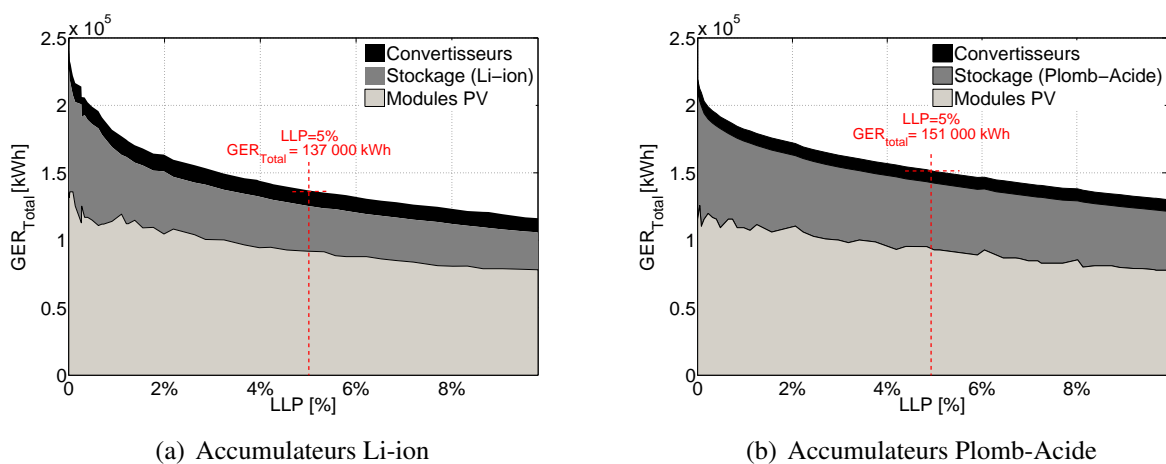 x 10^5
2.5
2
1.5
1
0.5
0
GER_Total [kWh]
Convertisseurs
Stockage (Li−ion)
Modules PV
LLP=5%
GER_Total = 137 000 kWh
0 2% 4% 6% 8%
LLP [%]
(a) Accumulateurs Li-ion
x 10^5
2.5
2
1.5
1
0.5
0
GER_Total [kWh]
Convertisseurs
Stockage (Plomb−Acide)
Modules PV
LLP=5%
GER_total = 151 000 kWh
0 2% 4% 6% 8%
LLP [%]
(b) Accumulateurs Plomb-Acide